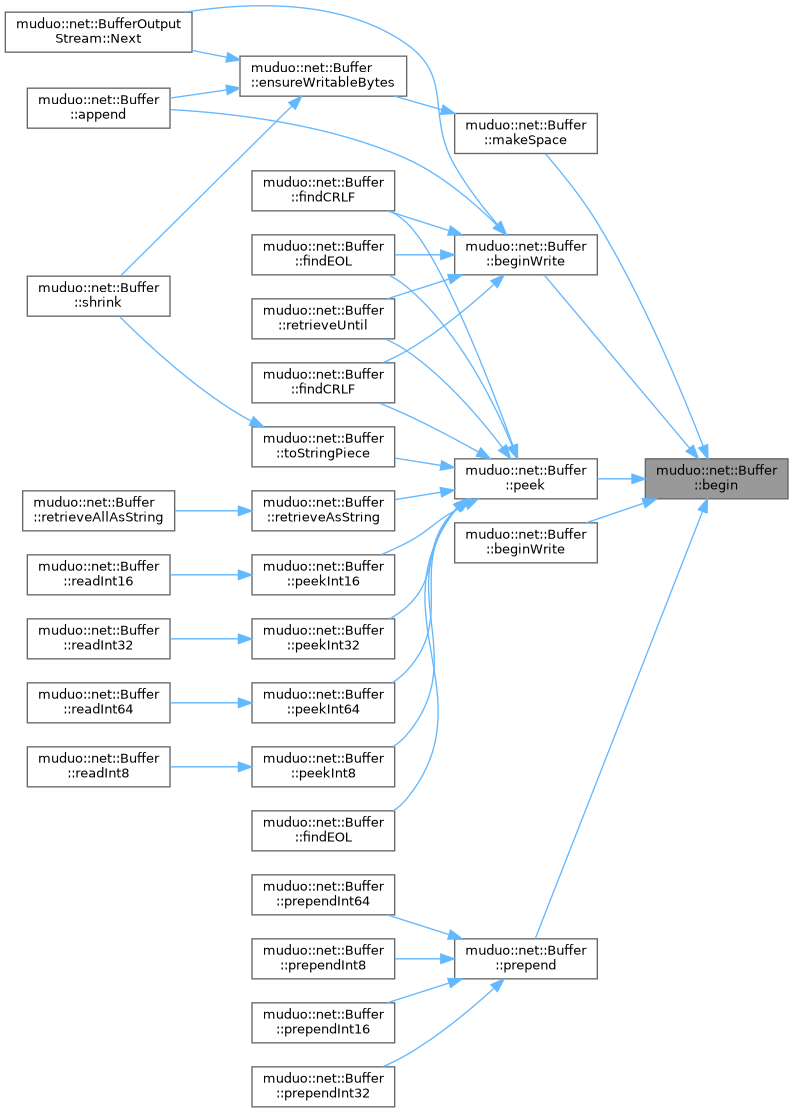 muduo::net::BufferOutput
Stream::Next
muduo::net::Buffer
::append
muduo::net::Buffer
::shrink
muduo::net::Buffer
::retrieveAllAsString
muduo::net::Buffer
::readInt16
muduo::net::Buffer
::readInt32
muduo::net::Buffer
::readInt64
muduo::net::Buffer
::readInt8
muduo::net::Buffer
::ensureWritableBytes
muduo::net::Buffer
::findCRLF
muduo::net::Buffer
::findEOL
muduo::net::Buffer
::retrieveUntil
muduo::net::Buffer
::findCRLF
muduo::net::Buffer
::toStringPiece
muduo::net::Buffer
::retrieveAsString
muduo::net::Buffer
::peekInt16
muduo::net::Buffer
::peekInt32
muduo::net::Buffer
::peekInt64
muduo::net::Buffer
::peekInt8
muduo::net::Buffer
::findEOL
muduo::net::Buffer
::prependInt64
muduo::net::Buffer
::prependInt8
muduo::net::Buffer
::prependInt16
muduo::net::Buffer
::prependInt32
muduo::net::Buffer
::makeSpace
muduo::net::Buffer
::beginWrite
muduo::net::Buffer
::peek
muduo::net::Buffer
::beginWrite
muduo::net::Buffer
::prepend
muduo::net::Buffer
::begin